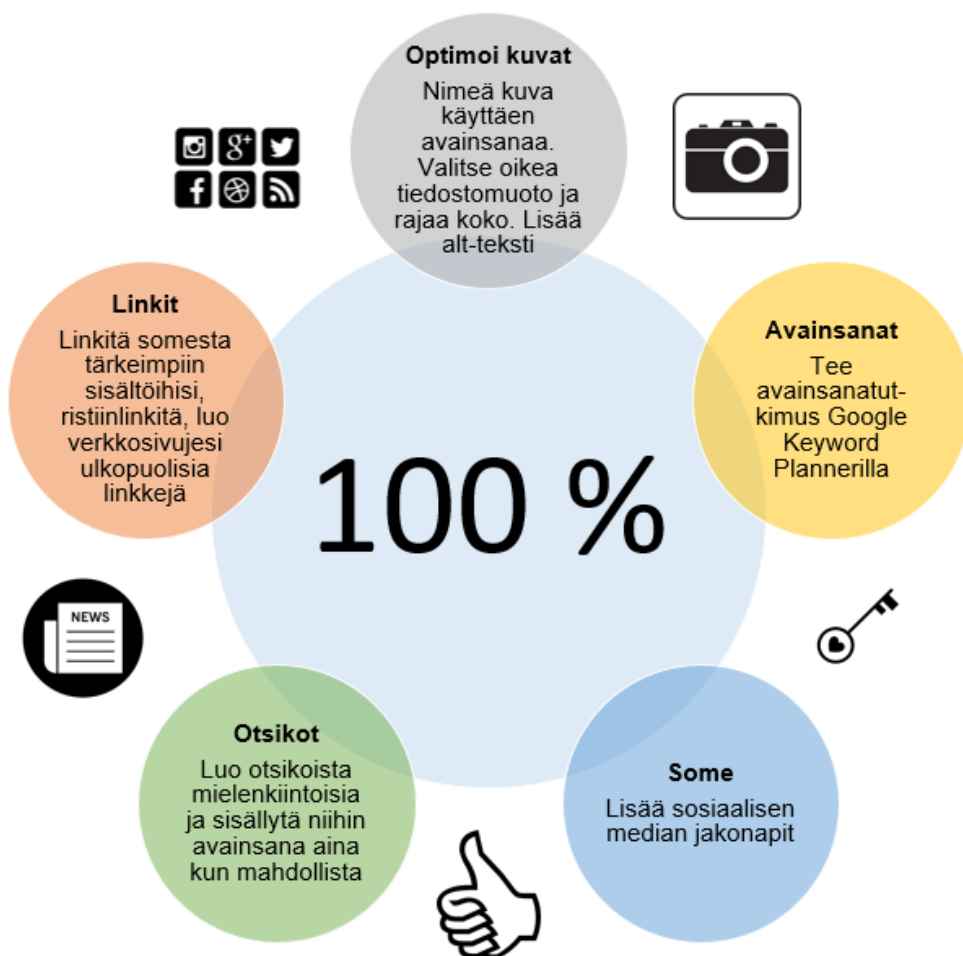 Optimoi kuvat
Nimeä kuva
käyttäen
avainsanaa.
Valitse oikea
tiedostomuoto ja
rajaa koko. Lisää
alt-teksti
g+
f
Linkit
Linkitä somesta
tärkeimpiin
sisältöihisi,
ristiinlinkitä, luo
verkkosivujesi
ulkopuolisia
linkkejä
Avainsanat
Tee
avainsanatut-
kimus Google
Keyword
Plannerilla
100 %
NEWS
Otsikot
Luo otsikoista
mielenkiintoisia
ja sisällytä niihin
avainsana aina
kun mahdollista
Some
Lisää sosiaalisen
median jakonapit